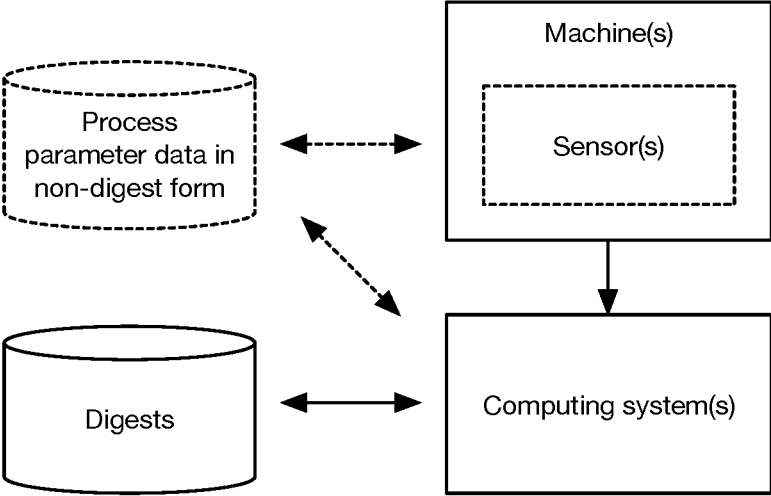 Machine(s)
Process
parameter data in
non-digest form
Sensor(s)
Digests
Computing system(s)